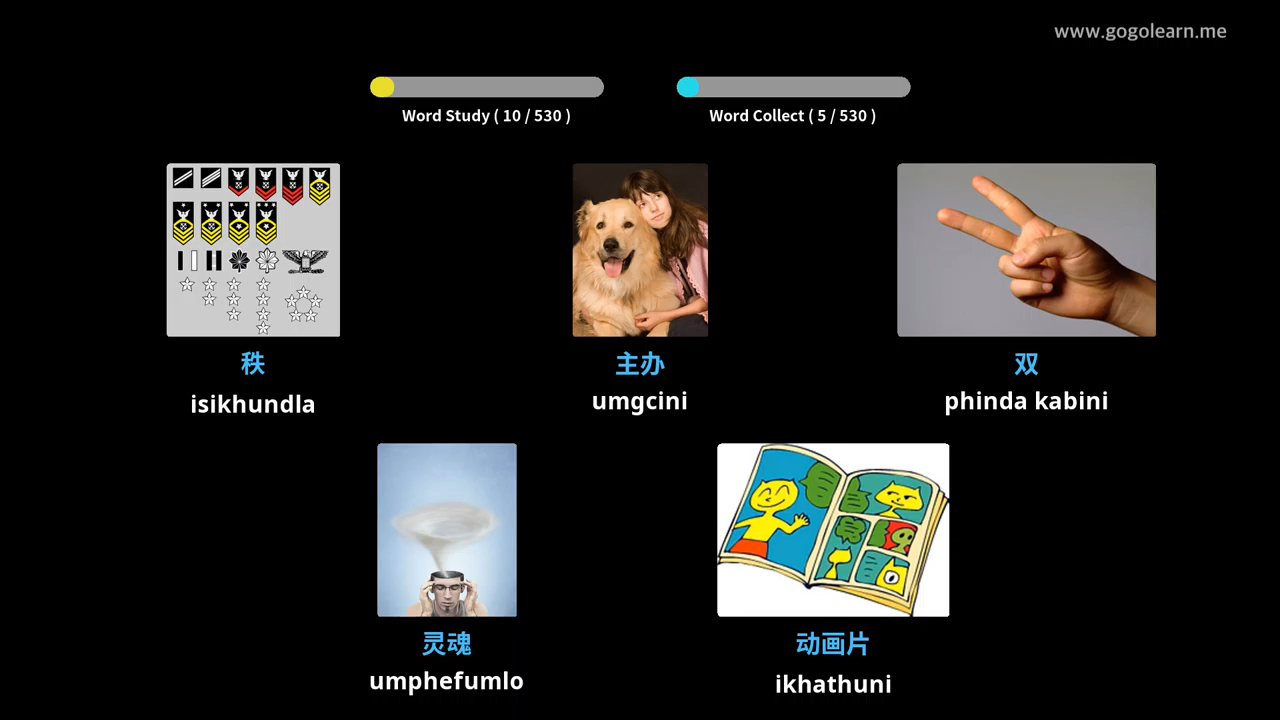 www.gogolearn.me
Word Study ( 10 / 530 )
Word Collect ( 5 / 530 )
秩
isikhundla
主办
umgcini
双
phinda kabini
灵魂
umphefumlo
动画片
ikhathuni